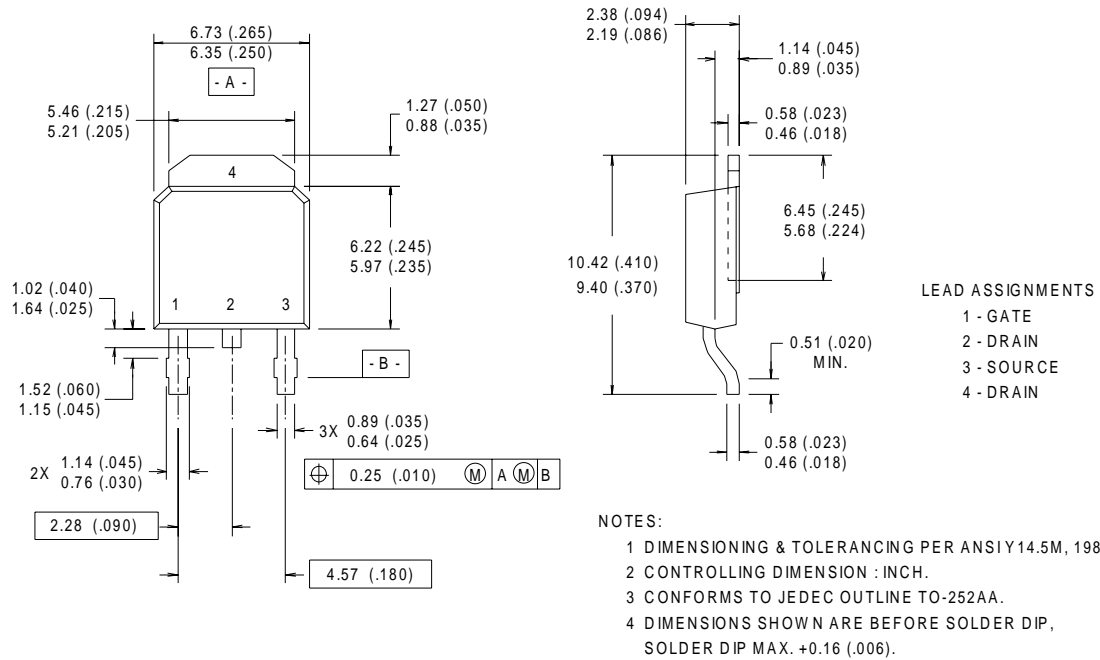 6.73 (.265)
6.35 (.250)
- A -
5.46 (.215)
5.21 (.205)
1.27 (.050)
0.88 (.035)
4
6.22 (.245)
5.97 (.235)
1.02 (.040)
1.64 (.025)
1 2 3
- B -
1.52 (.060)
1.15 (.045)
3X 0.89 (.035)
0.64 (.025)
2X 1.14 (.045)
0.76 (.030)
0.25 (.010) M A M B
2.28 (.090)
4.57 (.180)
2.38 (.094)
2.19 (.086)
1.14 (.045)
0.89 (.035)
0.58 (.023)
0.46 (.018)
6.45 (.245)
5.68 (.224)
10.42 (.410)
9.40 (.370)
0.51 (.020)
MIN.
0.58 (.023)
0.46 (.018)
LEAD ASSIGNMENTS
1 - GATE
2 - DRAIN
3 - SOURCE
4 - DRAIN
NOTES:
1 DIMENSIONING & TOLERANCING PER ANSI Y14.5M, 198
2 CONTROLLING DIMENSION : INCH.
3 CONFORMS TO JEDEC OUTLINE TO-252AA.
4 DIMENSIONS SHOWN ARE BEFORE SOLDER DIP,
SOLDER DIP MAX. +0.16 (.006).